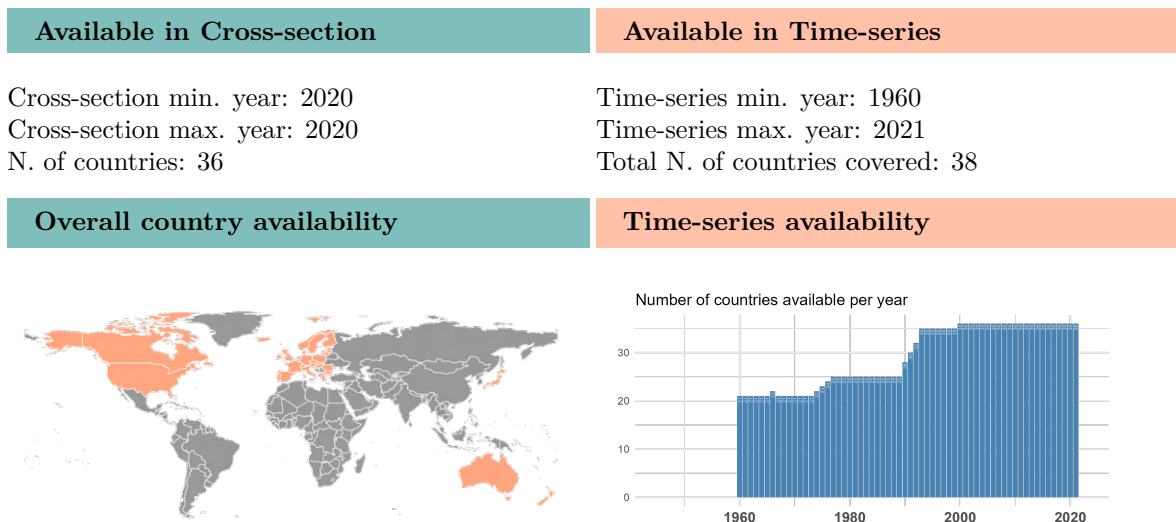 Available in Cross-section
Available in Time-series
Cross-section min. year: 2020
Cross-section max. year: 2020
N. of countries: 36
Time-series min. year: 1960
Time-series max. year: 2021
Total N. of countries covered: 38
Overall country availability
Time-series availability
Number of countries available per year
30
20
10
0
1960 1980 2000 2020